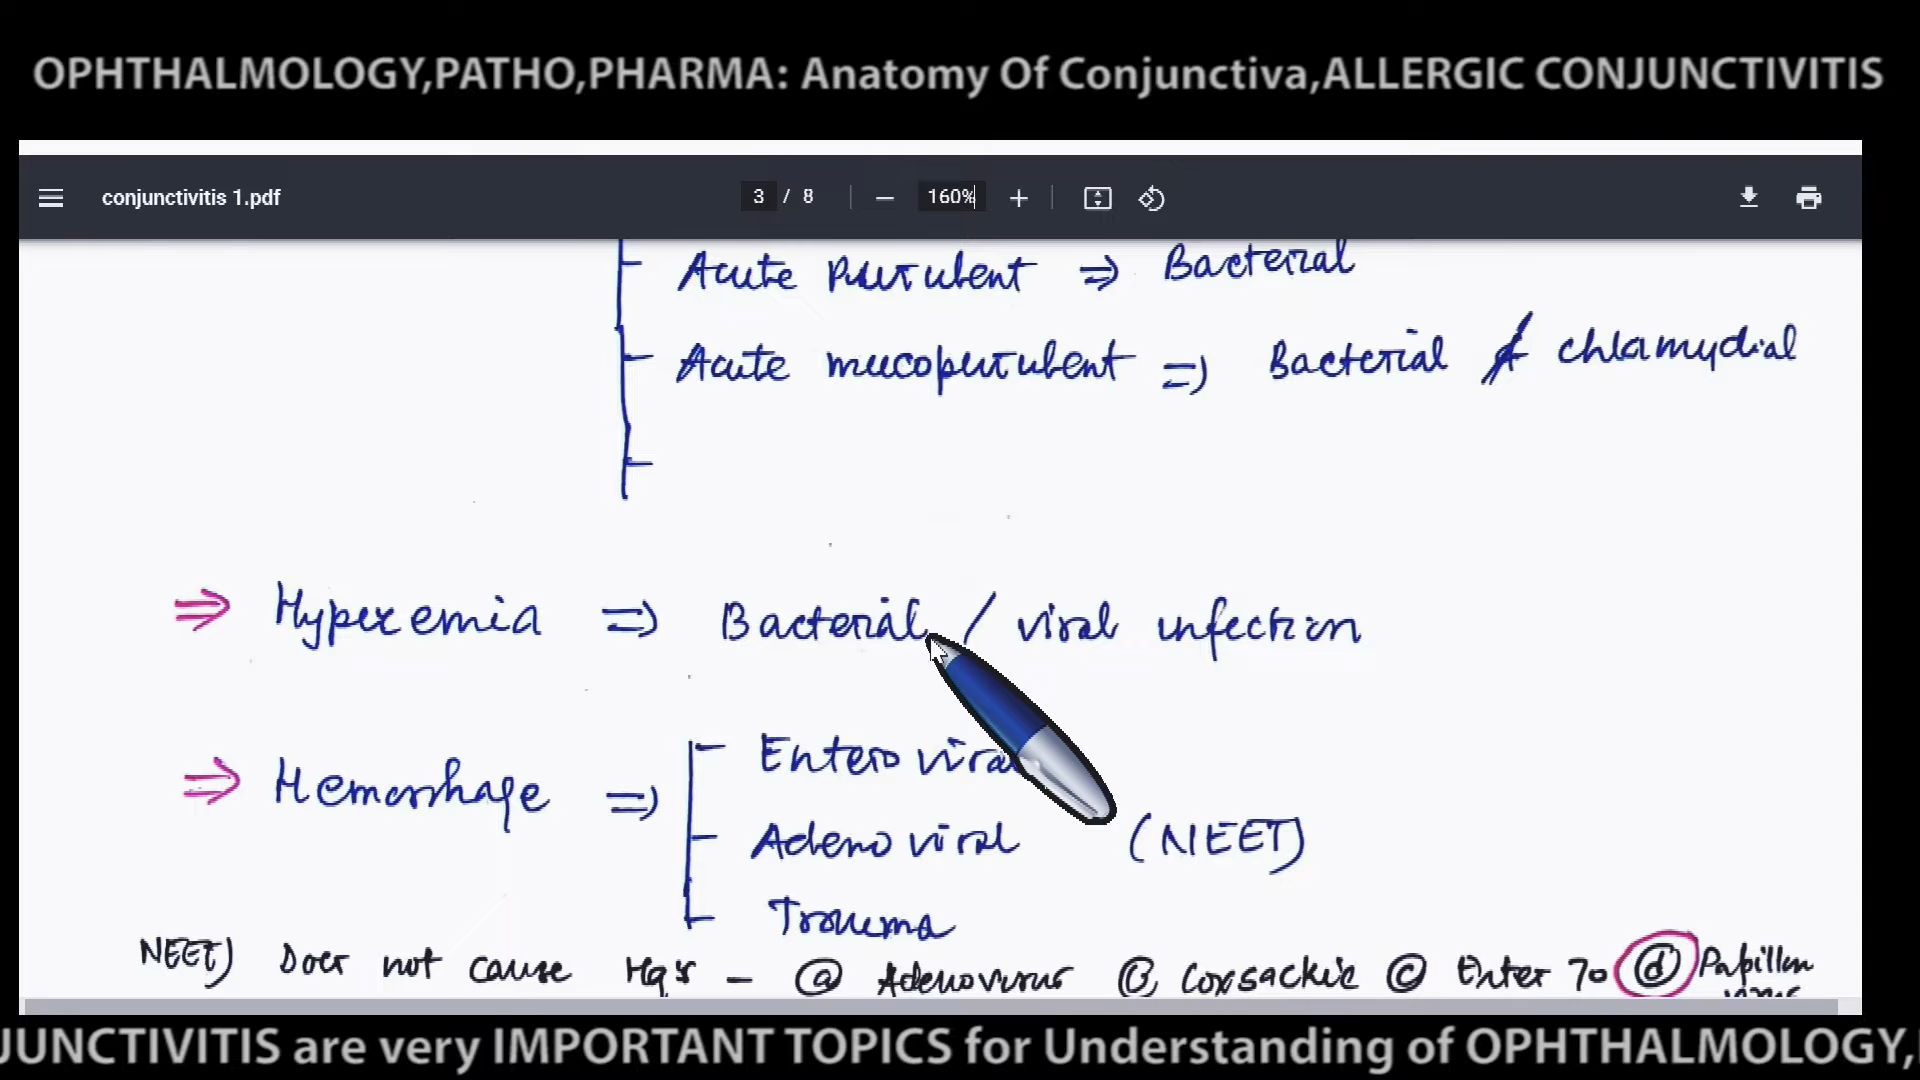 OPHTHALMOLOGY,PATHO,PHARMA: Anatomy Of Conjunctiva,ALLERGIC CONJUNCTIVITIS
conjunctivitis 1.pdf 3 / 8 160%
Acute Purulent ⇒ Bacterial
Acute mucopurulent ⇒ Bacterial & chlamydial
⇒ Hyperemia ⇒ Bacterial / viral infection
⇒ Hemorrhage ⇒ Entero viral
Adeno viral (NEET)
Trauma
NEET) Does not cause Hg's - ⓐ Adenovirus ⓑ Coxsackie ⓒ Enter 70 ⓓ Papilloma
JUNCTIVITIS are very IMPORTANT TOPICS for Understanding of OPHTHALMOLOGY,